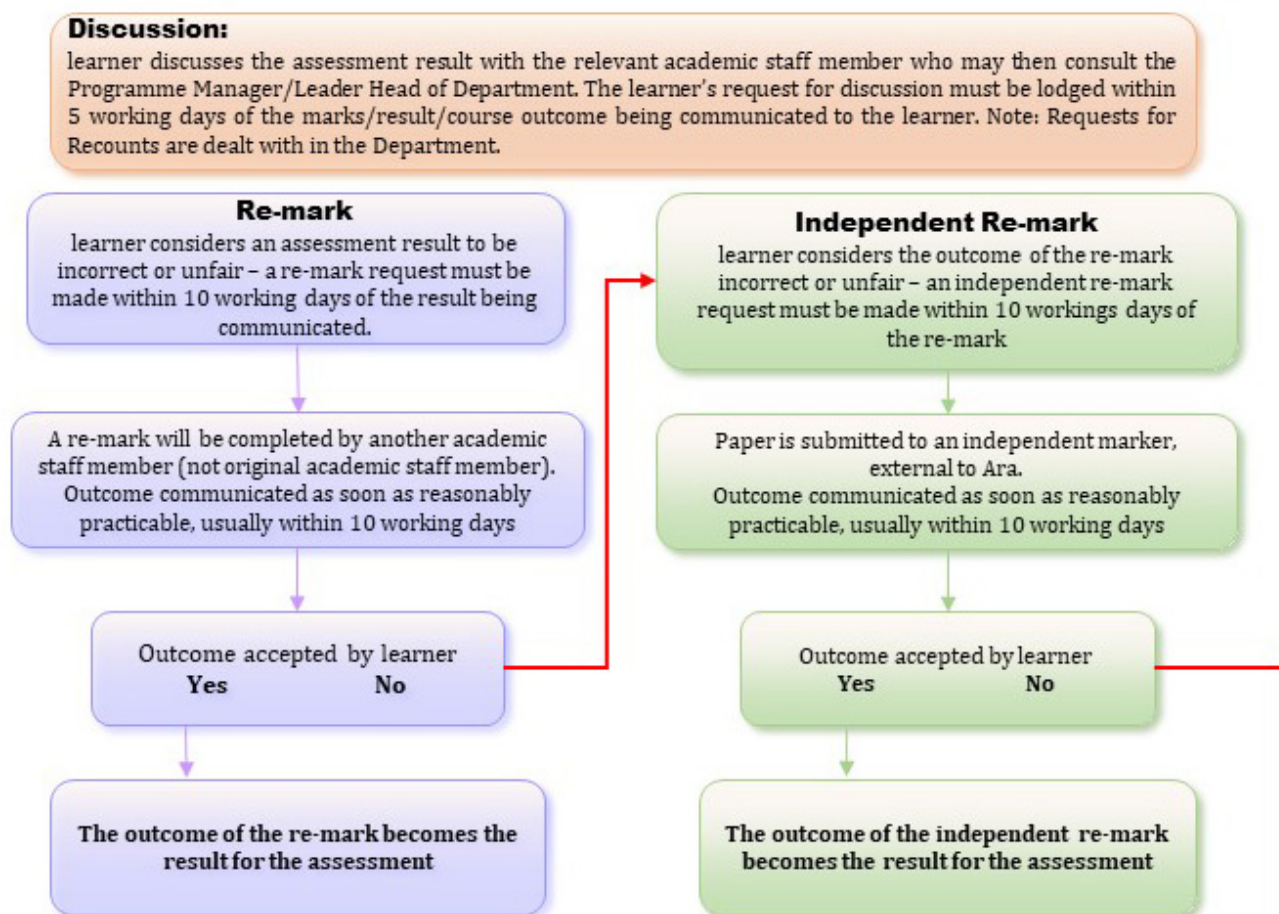 Discussion:
learner discusses the assessment result with the relevant academic staff member who may then consult the
Programme Manager/Leader Head of Department. The learner's request for discussion must be lodged within
5 working days of the marks/result/course outcome being communicated to the learner. Note: Requests for
Recounts are dealt with in the Department.
Re-mark
learner considers an assessment result to be
incorrect or unfair – a re-mark request must be
made within 10 working days of the result being
communicated.
A re-mark will be completed by another academic
staff member (not original academic staff member).
Outcome communicated as soon as reasonably
practicable, usually within 10 working days
Outcome accepted by learner
Yes No
The outcome of the re-mark becomes the
result for the assessment
Independent Re-mark
learner considers the outcome of the re-mark
incorrect or unfair – an independent re-mark
request must be made within 10 workings days of
the re-mark
Paper is submitted to an independent marker,
external to Ara.
Outcome communicated as soon as reasonably
practicable, usually within 10 working days
Outcome accepted by learner
Yes No
The outcome of the independent re-mark
becomes the result for the assessment